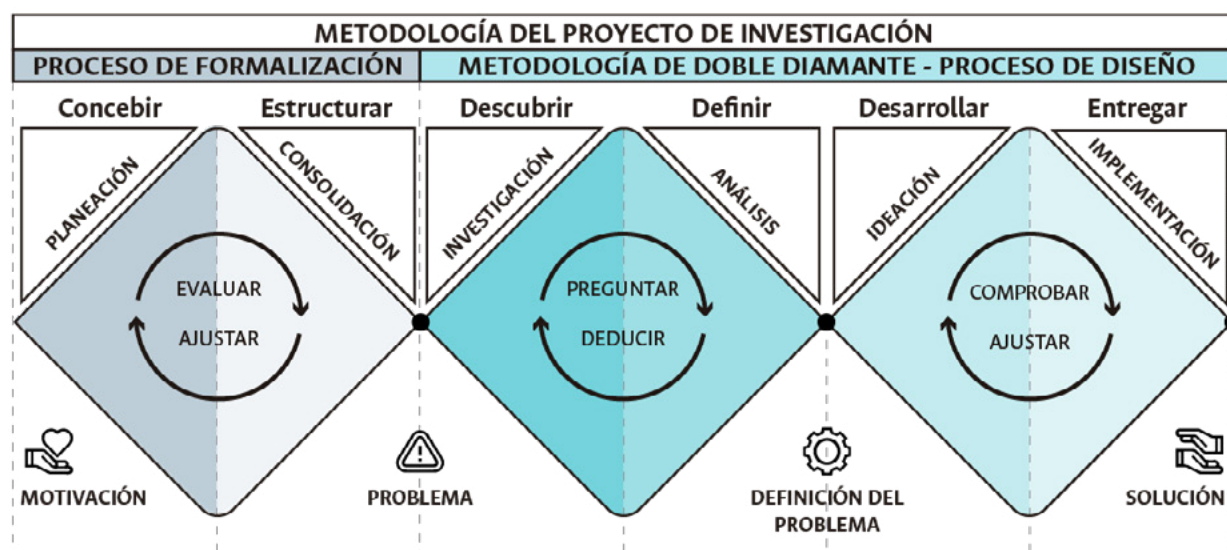 METODOLOGÍA DEL PROYECTO DE INVESTIGACIÓN
PROCESO DE FORMALIZACIÓN
METODOLOGÍA DE DOBLE DIAMANTE - PROCESO DE DISEÑO
Concebir
Estructurar
Descubrir
Definir
Desarrollar
Entregar
PLANEACIÓN
CONSOLIDACIÓN
INVESTIGACIÓN
ANÁLISIS
IDEACIÓN
IMPLEMENTACIÓN
EVALUAR
AJUSTAR
PREGUNTAR
DEDUCIR
COMPROBAR
AJUSTAR
MOTIVACIÓN
PROBLEMA
DEFINICIÓN DEL
PROBLEMA
SOLUCIÓN